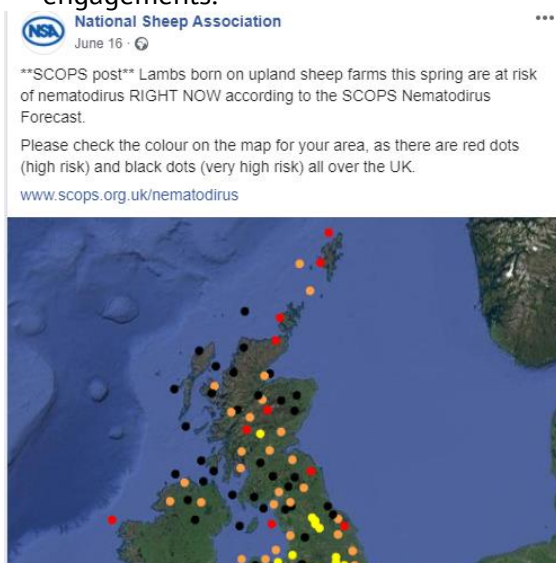 engagements.
NSA
National Sheep Association
June 16 ·
**SCOPS post** Lambs born on upland sheep farms this spring are at risk
of nematodirus RIGHT NOW according to the SCOPS Nematodirus
Forecast.
Please check the colour on the map for your area, as there are red dots
(high risk) and black dots (very high risk) all over the UK.
www.scops.org.uk/nematodirus